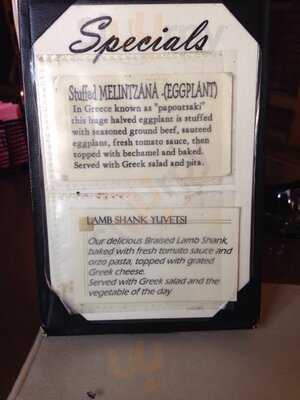 Specials
Stuffed MELINTZANA -(EGGPLANT)
In Greece known as "papoutsaki"
this huge halved eggplant is stuffed
with seasoned ground beef, sauteed
eggplant, fresh tomato sauce, then
topped with bechamel and baked.
Served with Greek salad and pita.
LAMB SHANK YUVETSI
Our delicious Braised Lamb Shank,
baked with fresh tomato sauce and
orzo pasta, topped with grated
Greek cheese.
Served with Greek salad and the
vegetable of the day